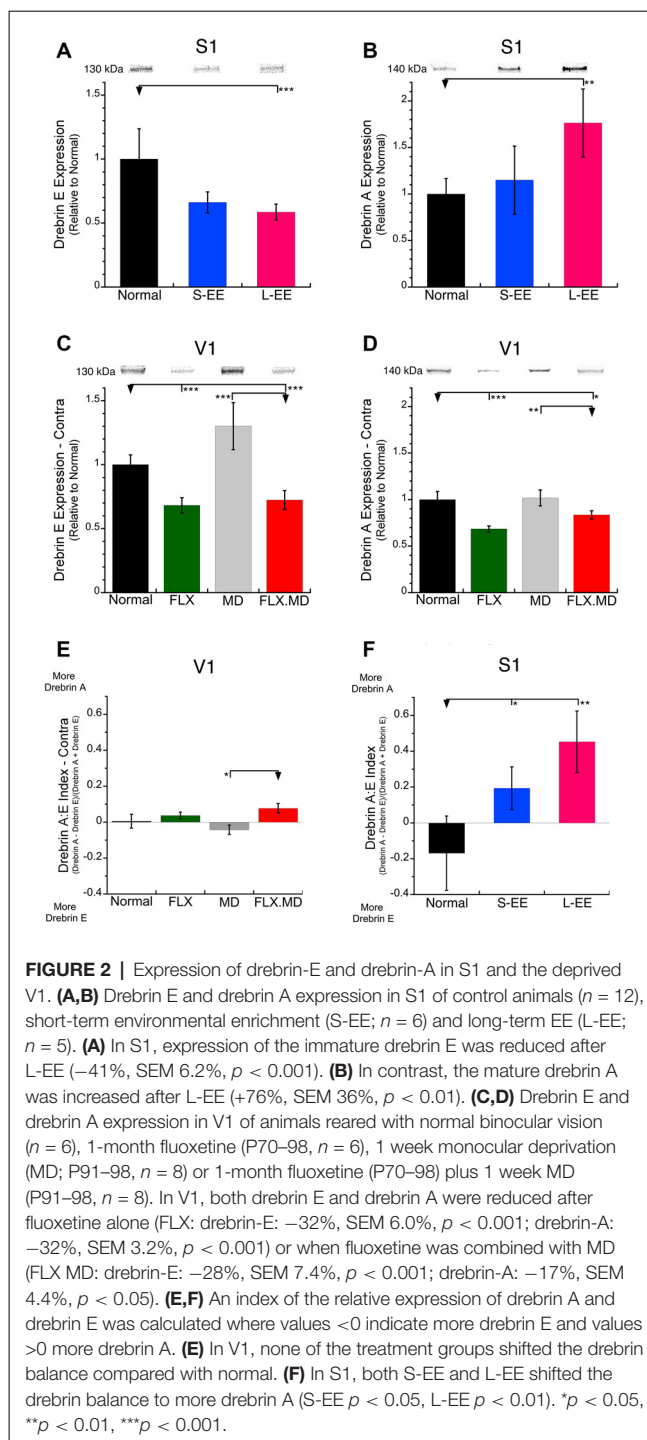 A
S1
130 kDa
***
1.5
1
0.5
0
Drebrin E Expression
(Relative to Normal)
Normal S-EE L-EE
B
S1
140 kDa
**
2
1.5
1
0.5
0
Drebrin A Expression
(Relative to Normal)
Normal S-EE L-EE
C
V1
130 kDa
*** *** ***
1.5
1
0.5
0
Drebrin E Expression - Contra
(Relative to Normal)
Normal FLX MD FLX.MD
D
V1
140 kDa
*** ** *
2
1.5
1
0.5
0
Drebrin A Expression - Contra
(Relative to Normal)
Normal FLX MD FLX.MD
E
V1
More
Drebrin A
0.6
0.4
0.2
0
-0.2
-0.4
More
Drebrin E
Drebrin A:E Index - Contra
(Drebrin A - Drebrin E)/(Drebrin A + Drebrin E)
*
Normal FLX MD FLX.MD
F
S1
More
Drebrin A
0.6
0.4
0.2
0
-0.2
-0.4
More
Drebrin E
Drebrin A:E Index
(Drebrin A - Drebrin E)/(Drebrin A + Drebrin E)
* **
Normal S-EE L-EE
FIGURE 2 | Expression of drebrin-E and drebrin-A in S1 and the deprived
V1. (A,B) Drebrin E and drebrin A expression in S1 of control animals (n = 12),
short-term environmental enrichment (S-EE; n = 6) and long-term EE (L-EE;
n = 5). (A) In S1, expression of the immature drebrin E was reduced after
L-EE (−41%, SEM 6.2%, p < 0.001). (B) In contrast, the mature drebrin A
was increased after L-EE (+76%, SEM 36%, p < 0.01). (C,D) Drebrin E and
drebrin A expression in V1 of animals reared with normal binocular vision
(n = 6), 1-month fluoxetine (P70–98, n = 6), 1 week monocular deprivation
(MD; P91–98, n = 8) or 1-month fluoxetine (P70–98) plus 1 week MD
(P91–98, n = 8). In V1, both drebrin E and drebrin A were reduced after
fluoxetine alone (FLX: drebrin-E: −32%, SEM 6.0%, p < 0.001; drebrin-A:
−32%, SEM 3.2%, p < 0.001) or when fluoxetine was combined with MD
(FLX MD: drebrin-E: −28%, SEM 7.4%, p < 0.001; drebrin-A: −17%, SEM
4.4%, p < 0.05). (E,F) An index of the relative expression of drebrin A and
drebrin E was calculated where values <0 indicate more drebrin E and values
>0 more drebrin A. (E) In V1, none of the treatment groups shifted the drebrin
balance compared with normal. (F) In S1, both S-EE and L-EE shifted the
drebrin balance to more drebrin A (S-EE p < 0.05, L-EE p < 0.01). *p < 0.05,
**p < 0.01, ***p < 0.001.